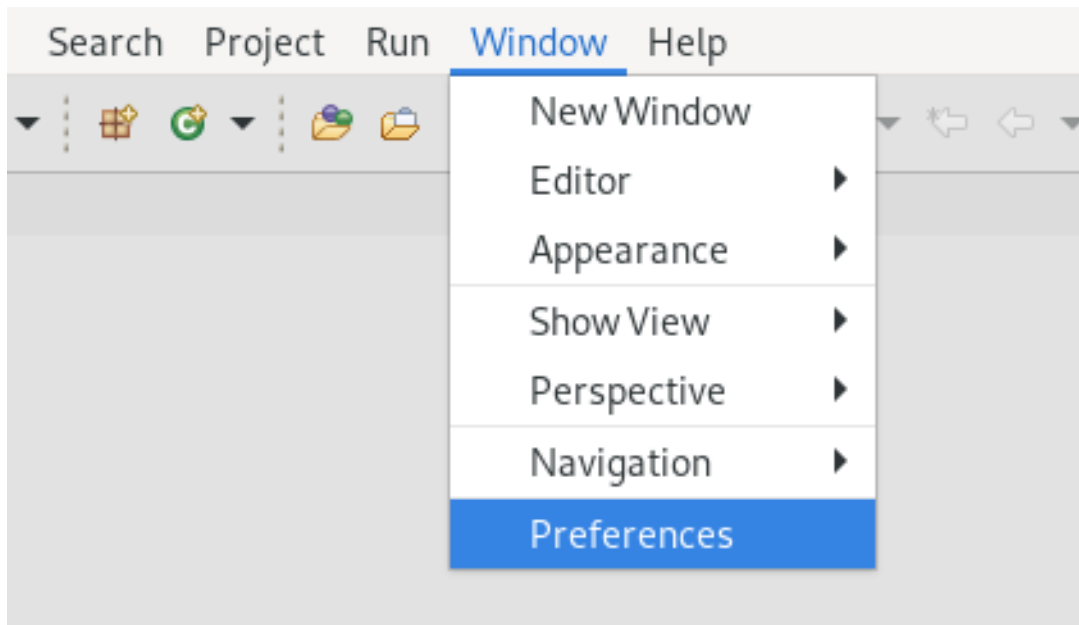 Search Project Run Window Help
New Window
Editor
Appearance
Show View
Perspective
Navigation
Preferences